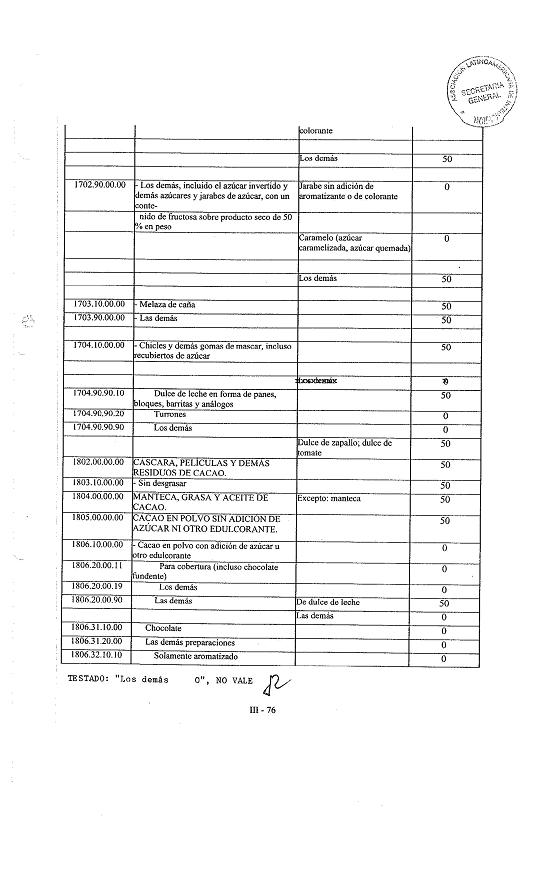 ASOCIACION LATINOAMERICANA DE
SECRETARIA
GENERAL
colorante
Los demás 50
1702.90.00.00 - Los demás, incluido el azúcar invertido y Jarabe sin adición de 0
demás azúcares y jarabes de azúcar, con un aromatizante o de colorante
conte-
nido de fructosa sobre producto seco de 50
% en peso
Caramelo (azúcar 0
caramelizada, azúcar quemada)
Los demás 50
1703.10.00.00 - Melaza de caña 50
1703.90.00.00 - Las demás 50
1704.10.00.00 - Chicles y demás gomas de mascar, incluso 50
recubiertos de azúcar
1704.90.90.10 Dulce de leche en forma de panes, 50
bloques, barritas y análogos
1704.90.90.20 Turrones 0
1704.90.90.90 Los demás 0
Dulce de zapallo; dulce de 50
tomate
1802.00.00.00 CASCARA, PELÍCULAS Y DEMÁS 50
RESIDUOS DE CACAO.
1803.10.00.00 - Sin desgrasar 50
1804.00.00.00 MANTECA, GRASA Y ACEITE DE Excepto: manteca 50
CACAO.
1805.00.00.00 CACAO EN POLVO SIN ADICIÓN DE 50
AZÚCAR NI OTRO EDULCORANTE.
1806.10.00.00 - Cacao en polvo con adición de azúcar u 0
otro edulcorante
1806.20.00.11 Para cobertura (incluso chocolate 0
fundente)
1806.20.00.19 Los demás 0
1806.20.00.90 Las demás De dulce de leche 50
Las demás 0
1806.31.10.00 Chocolate 0
1806.31.20.00 Las demás preparaciones 0
1806.32.10.10 Solamente aromatizado 0
TESTADO: "Los demás 0", NO VALE
III - 76